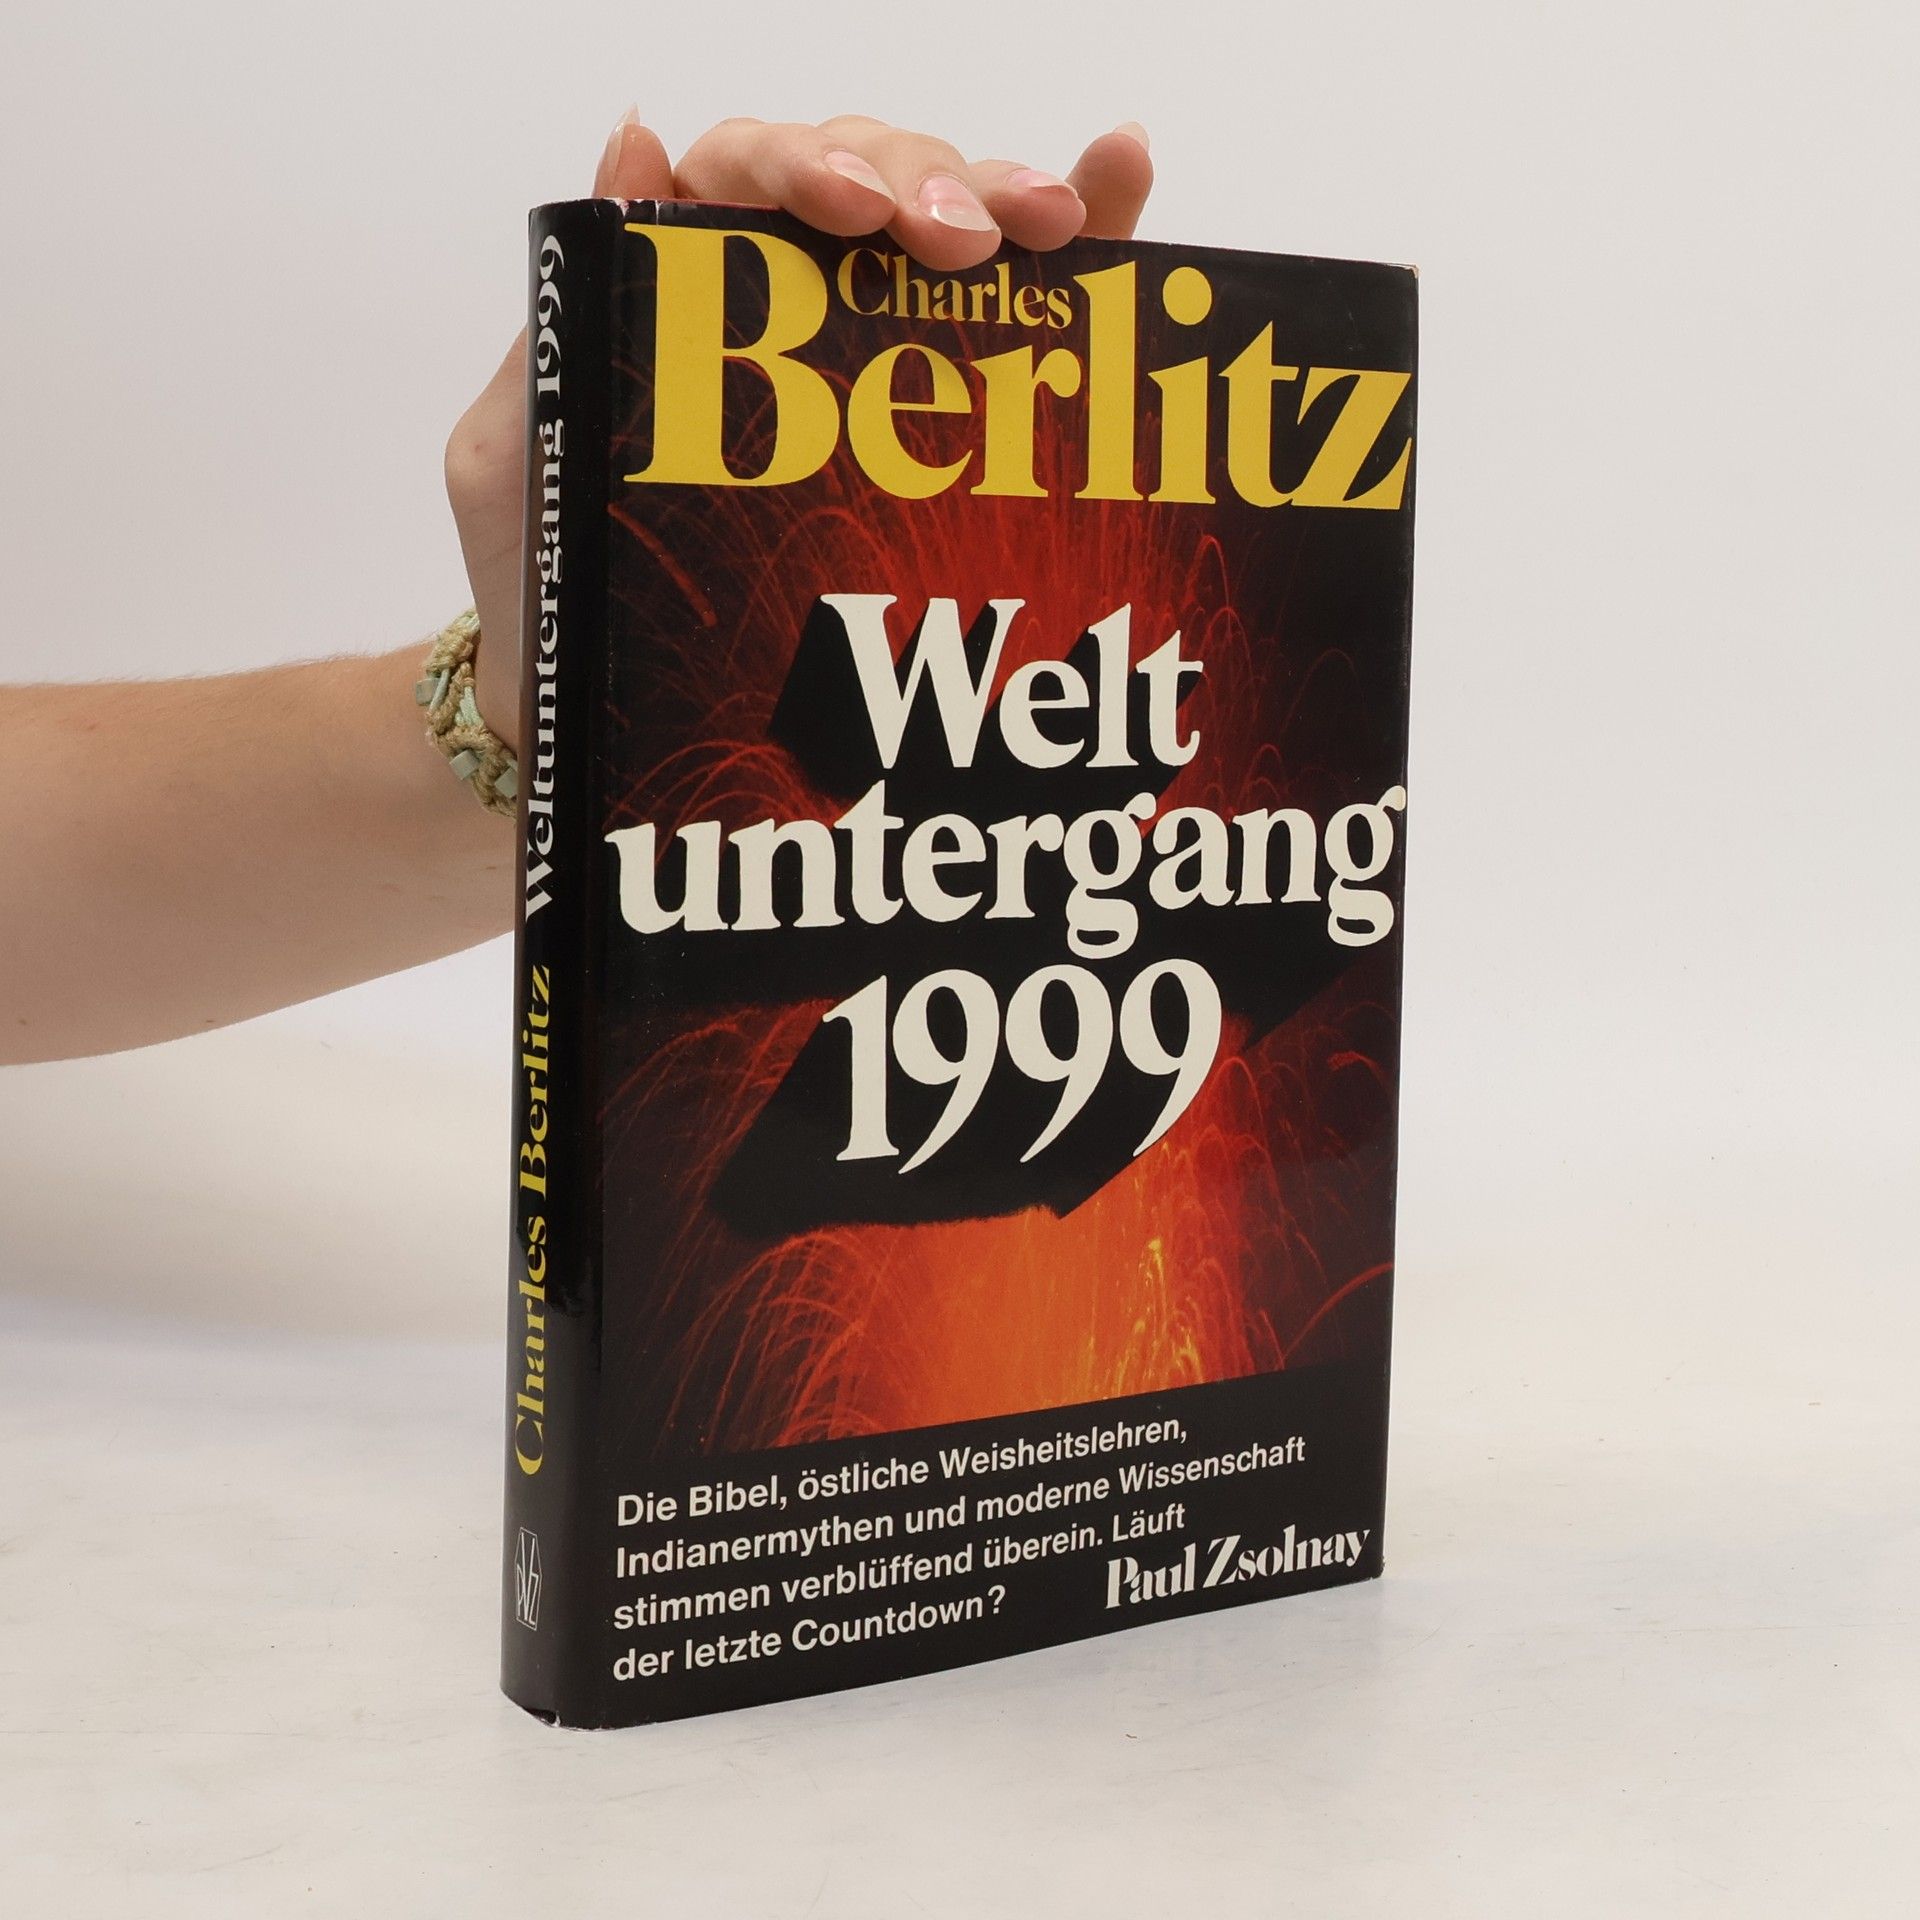 Charles
Berlitz
Welt
untergang
1999
Die Bibel, östliche Weisheitslehren,
Indianermythen und moderne Wissenschaft
stimmen verblüffend überein. Läuft
der letzte Countdown?
Paul Zsolnay
Charles Berlitz Weltuntergang 1999
PZV